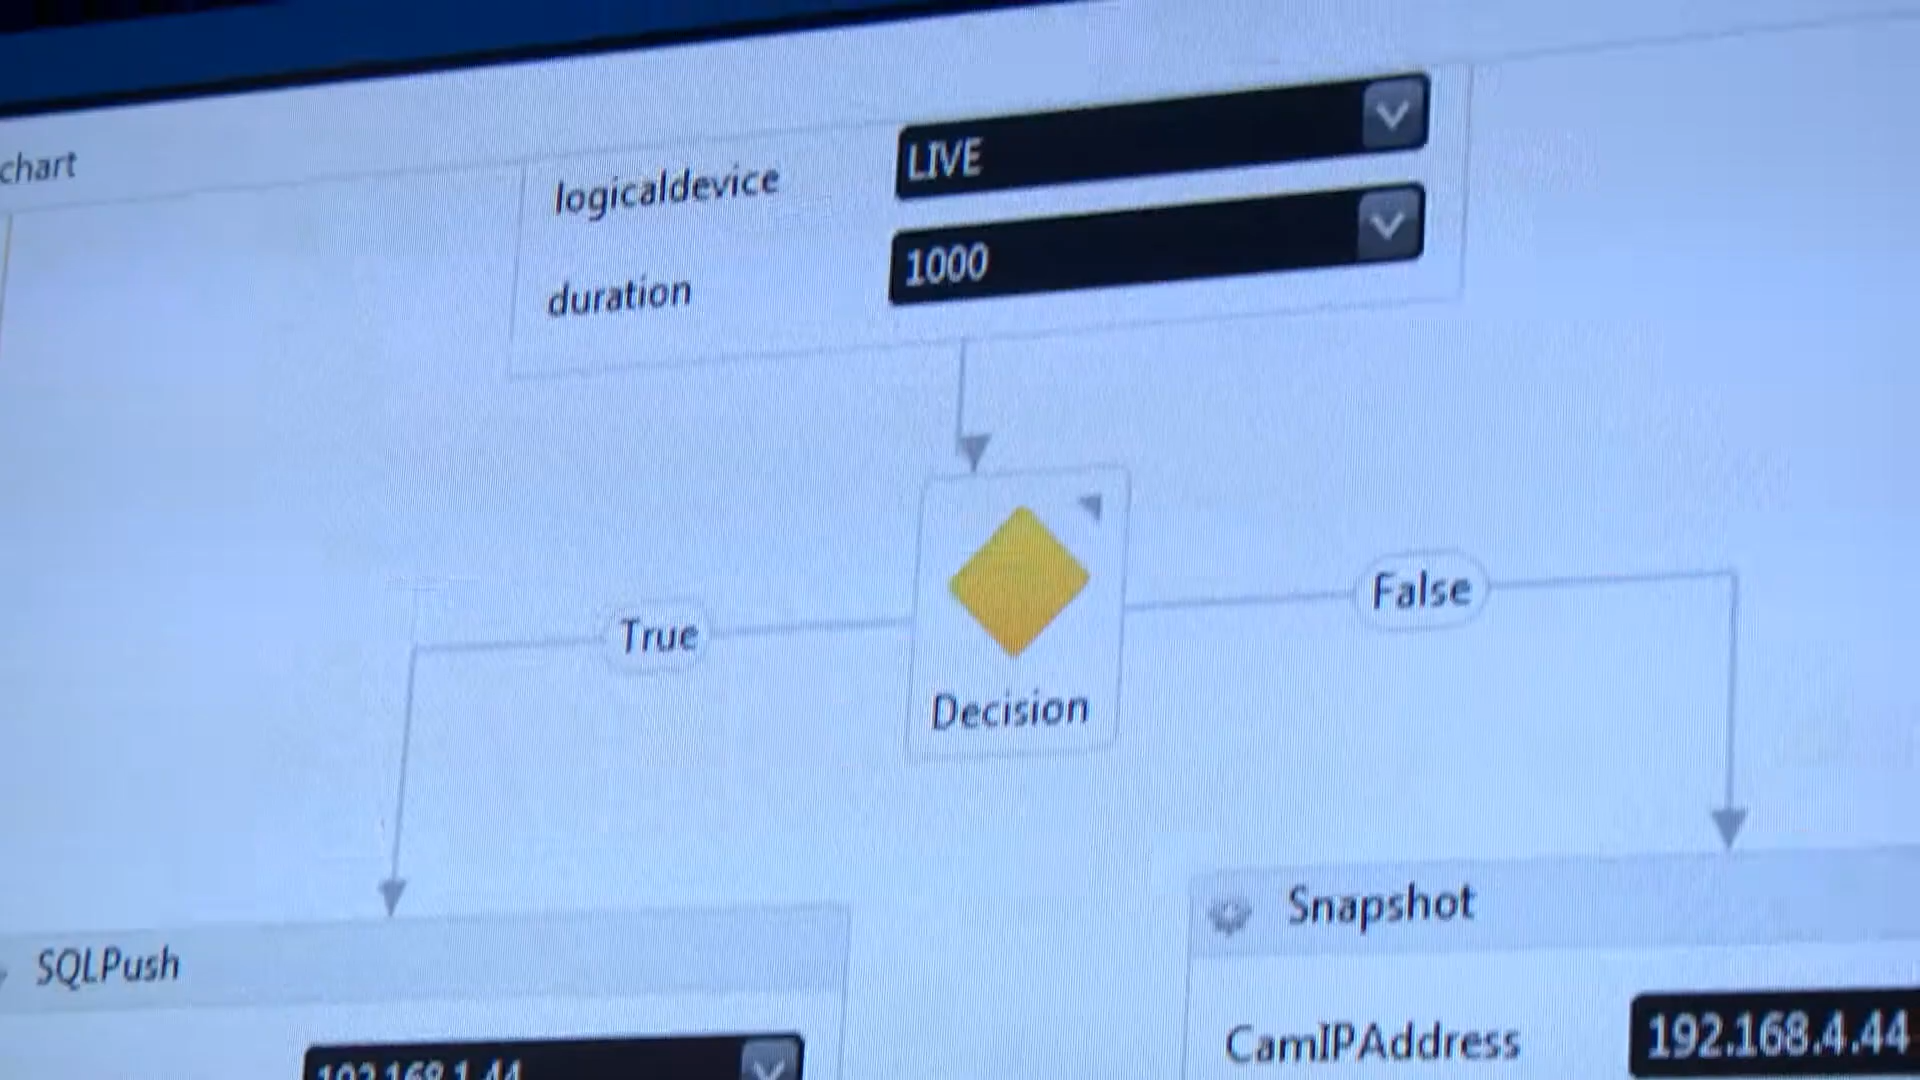 chart
logicaldevice LIVE
duration 1000
True
False
Decision
SQLPush
Snapshot
192.168.1.44
CamIPAddress 192.168.4.44